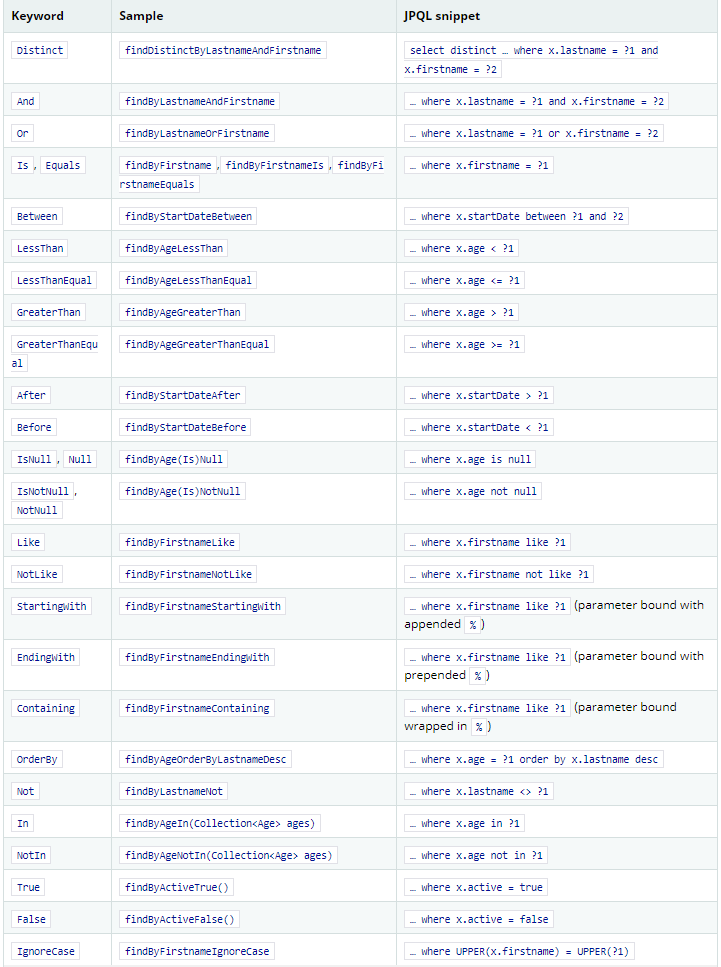 Keyword Sample JPQL snippet
Distinct findDistinctByLastnameAndFirstname select distinct … where x.lastname = ?1 and
x.firstname = ?2
And findByLastnameAndFirstname … where x.lastname = ?1 and x.firstname = ?2
Or findByLastnameOrFirstname … where x.lastname = ?1 or x.firstname = ?2
Is , Equals findByFirstname , findByFirstnameIs , findByFi … where x.firstname = ?1
rstnameEquals
Between findByStartDateBetween … where x.startDate between ?1 and ?2
LessThan findByAgeLessThan … where x.age < ?1
LessThanEqual findByAgeLessThanEqual … where x.age <= ?1
GreaterThan findByAgeGreaterThan … where x.age > ?1
GreaterThanEqu findByAgeGreaterThanEqual … where x.age >= ?1
al
After findByStartDateAfter … where x.startDate > ?1
Before findByStartDateBefore … where x.startDate < ?1
IsNull , Null findByAge(Is)Null … where x.age is null
IsNotNull , findByAge(Is)NotNull … where x.age not null
NotNull
Like findByFirstnameLike … where x.firstname like ?1
NotLike findByFirstnameNotLike … where x.firstname not like ?1
StartingWith findByFirstnameStartingWith … where x.firstname like ?1 (parameter bound with
appended % )
EndingWith findByFirstnameEndingWith … where x.firstname like ?1 (parameter bound with
prepended % )
Containing findByFirstnameContaining … where x.firstname like ?1 (parameter bound
wrapped in % )
OrderBy findByAgeOrderByLastnameDesc … where x.age = ?1 order by x.lastname desc
Not findByLastnameNot … where x.lastname <> ?1
In findByAgeIn(Collection<Age> ages) … where x.age in ?1
NotIn findByAgeNotIn(Collection<Age> ages) … where x.age not in ?1
True findByActiveTrue() … where x.active = true
False findByActiveFalse() … where x.active = false
IgnoreCase findByFirstnameIgnoreCase … where UPPER(x.firstname) = UPPER(?1)